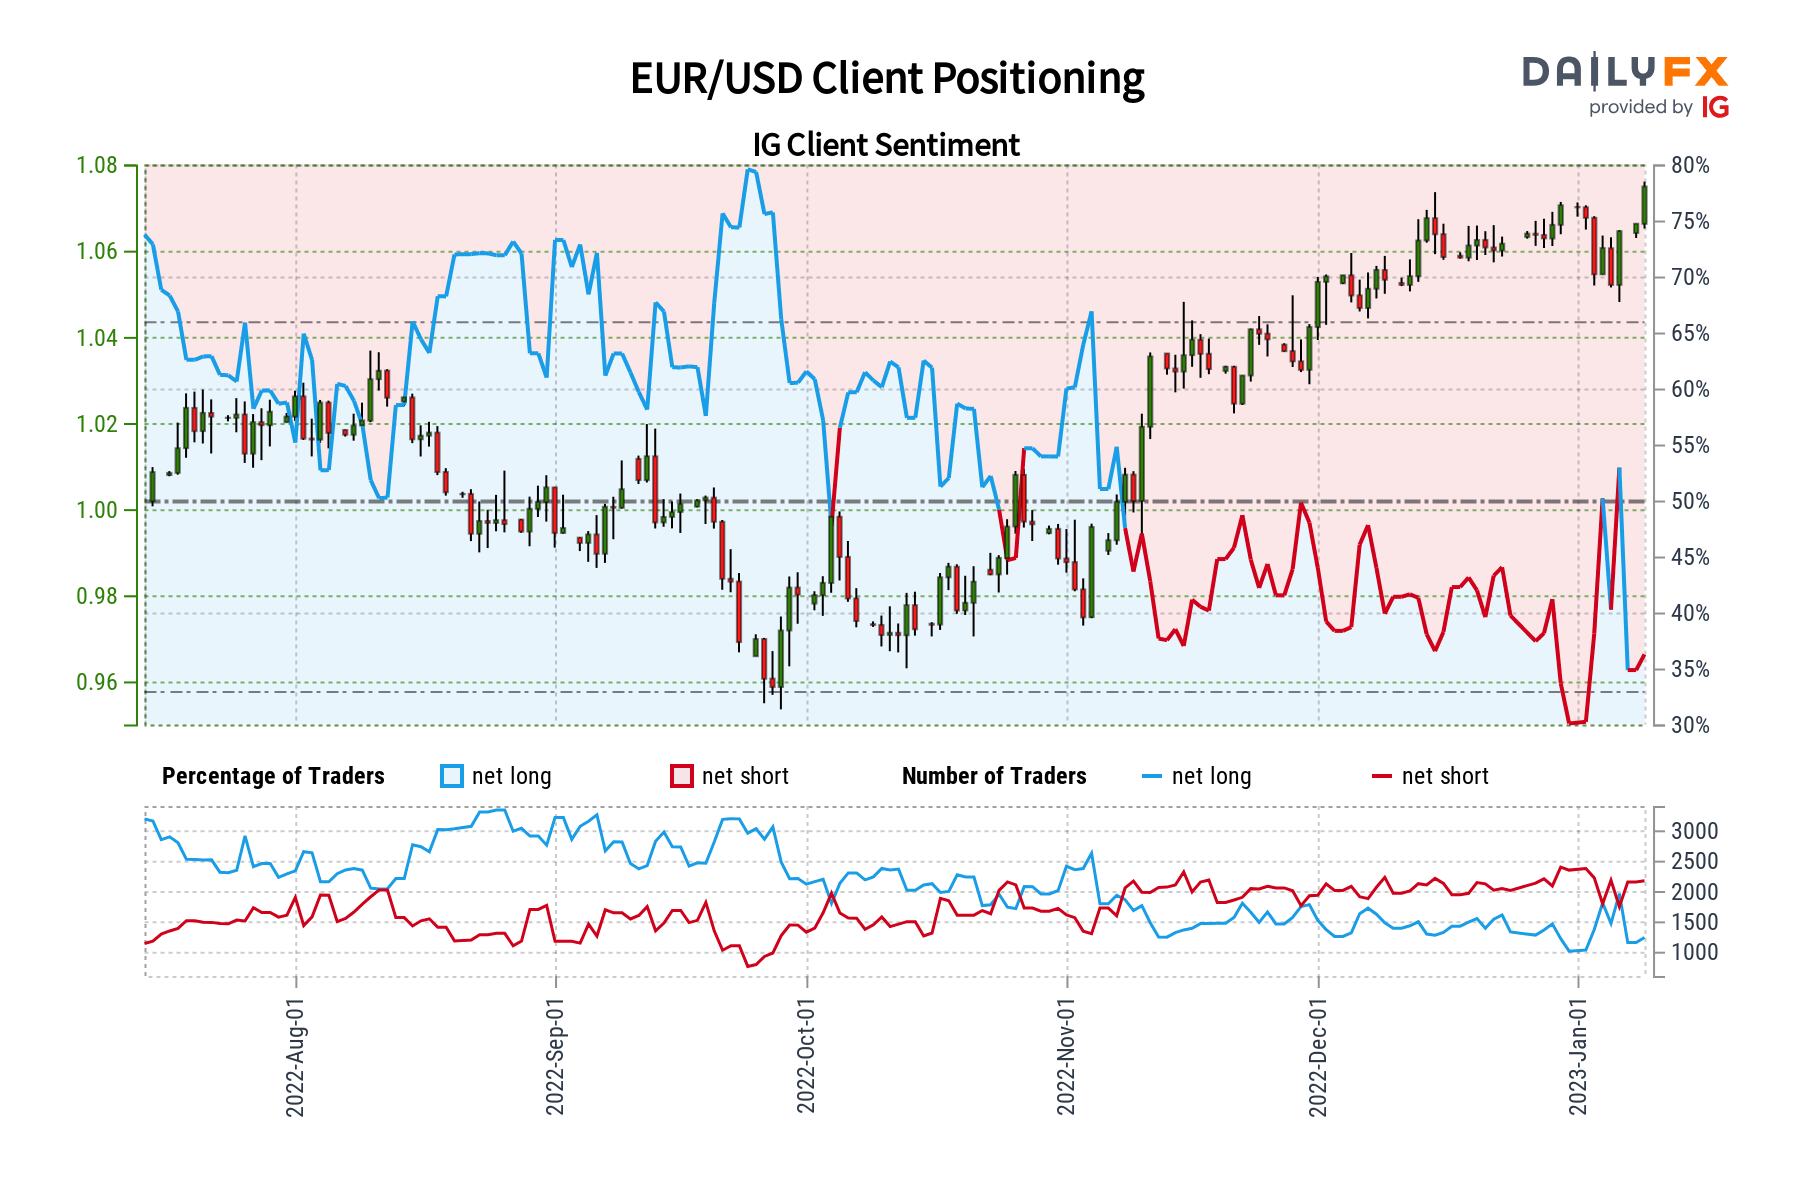 EUR/USD Client Positioning
DAILYFX
provided by IG
IG Client Sentiment
1.08
1.06
1.04
1.02
1.00
0.98
0.96
80%
75%
70%
65%
60%
55%
50%
45%
40%
35%
30%
Percentage of Traders net long net short Number of Traders net long net short
3000
2500
2000
1500
1000
2022-Aug-01
2022-Sep-01
2022-Oct-01
2022-Nov-01
2022-Dec-01
2023-Jan-01